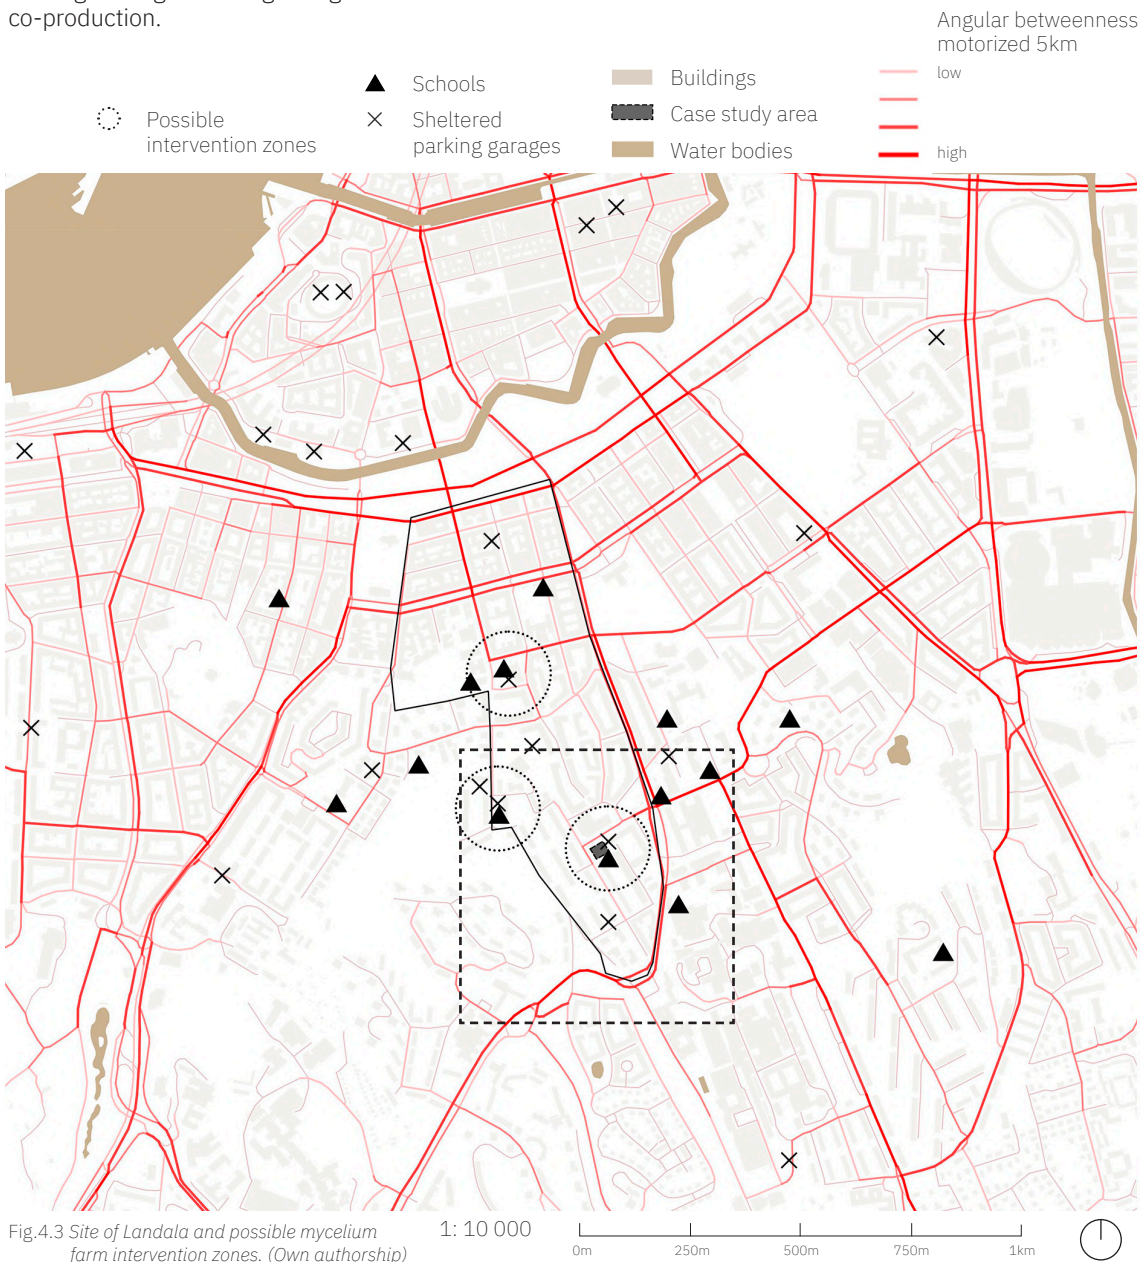 co-production.
Angular betweenness
motorized 5km
low
high
Schools
Sheltered
parking garages
Possible
intervention zones
Buildings
Case study area
Water bodies
Fig.4.3 Site of Landala and possible mycelium
farm intervention zones. (Own authorship)
1: 10 000
0m
250m
500m
750m
1km